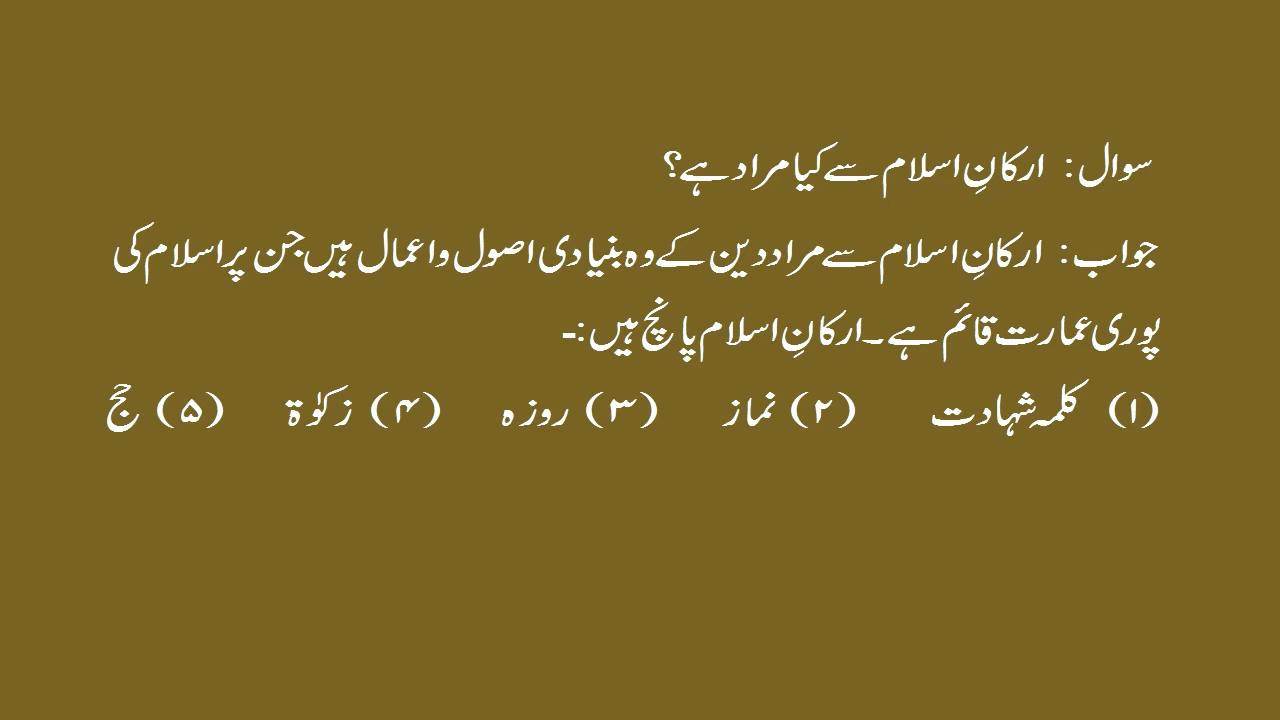 سوال: ارکانِ اسلام سے کیا مراد ہے؟
جواب: ارکانِ اسلام سے مراد دین کے وہ بنیادی اصول و اعمال ہیں جن پر اسلام کی
پوری عمارت قائم ہے۔ ارکانِ اسلام پانچ ہیں:۔
(۱) کلمہ شہادت (۲) نماز (۳) روزہ (۴) زکوٰۃ (۵) حج